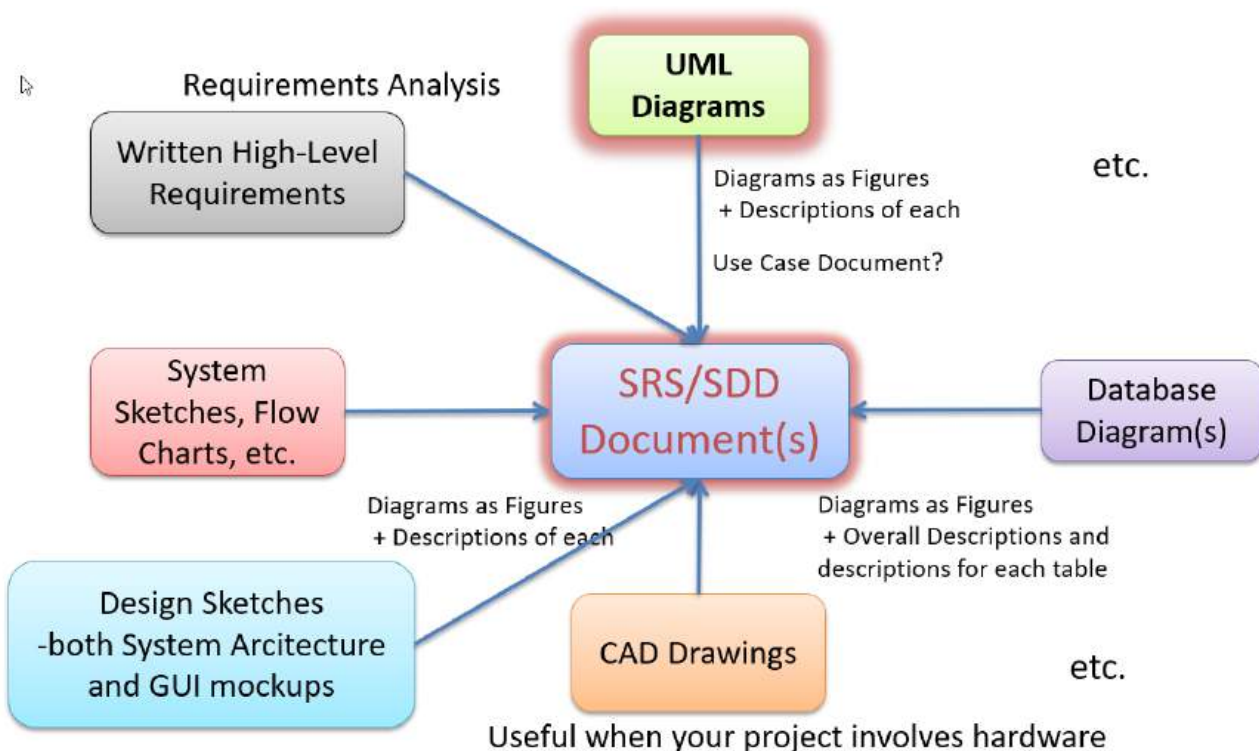 Requirements Analysis
UML
Diagrams
Written High-Level
Requirements
etc.
Diagrams as Figures
+ Descriptions of each
Use Case Document?
System
Sketches, Flow
Charts, etc.
SRS/SDD
Document(s)
Database
Diagram(s)
Diagrams as Figures
+ Descriptions of each
Diagrams as Figures
+ Overall Descriptions and
descriptions for each table
Design Sketches
-both System Arcitecture
and GUI mockups
CAD Drawings
etc.
Useful when your project involves hardware